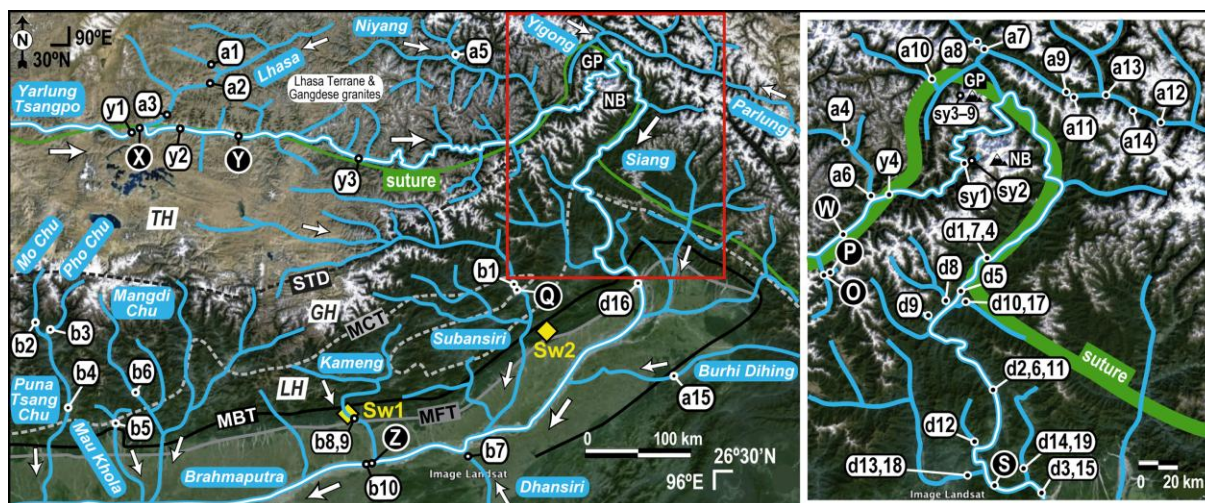 N
90ºE
30ºN
Niyang
Yigong
GP
NB
a1
a2
Lhasa
a5
Lhasa Terrane &
Gangdese granites
Yarlung
Tsangpo
y1
a3
X
y2
Y
y3
suture
Parlung
Siang
TH
Mo Chu
Pho Chu
Mangdi
Chu
STD
GH
MCT
b1
Q
d16
b2
b3
Kameng
Subansiri
Sw2
Puna
Tsang
Chu
b4
b6
LH
Burhi Dihing
b5
MBT
Sw1
MFT
a15
Mau Khola
b8,9
Z
0 100 km
b7
Image Landsat
26º30'N
96ºE
Brahmaputra
b10
Dhansiri
a10
a8
a7
a9
a13
GP
sy3–9
a4
a11
a14
a12
NB
a6
y4
sy1
sy2
W
P
O
d1,7,4
d8
d5
d9
d10,17
suture
d2,6,11
d12
d14,19
S
d13,18
d3,15
Image Landsat
0 20 km